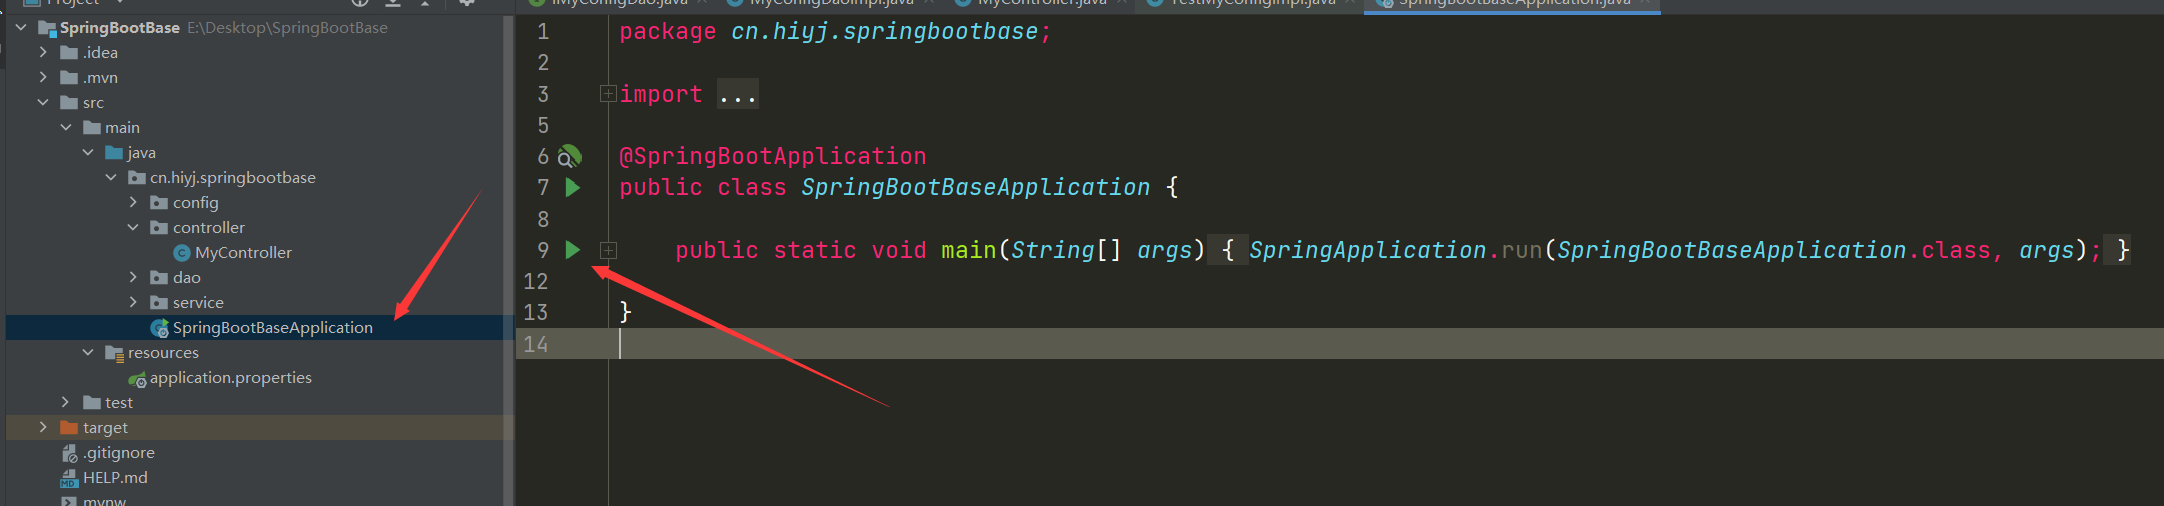 Project
SpringBootBase E:\Desktop\SpringBootBase
.idea
.mvn
src
main
java
cn.hiyj.springbootbase
config
controller
MyController
dao
service
SpringBootBaseApplication
resources
application.properties
test
target
.gitignore
HELP.md
mvnw
IMyConfigDao.java
MyConfigDaoImpl.java
MyController.java
TestMyConfigImpl.java
SpringBootBaseApplication.java
1 package cn.hiyj.springbootbase;
2
3 import ...
5
6 @SpringBootApplication
7 public class SpringBootBaseApplication {
8
9 public static void main(String[] args) { SpringApplication.run(SpringBootBaseApplication.class, args); }
12
13 }
14